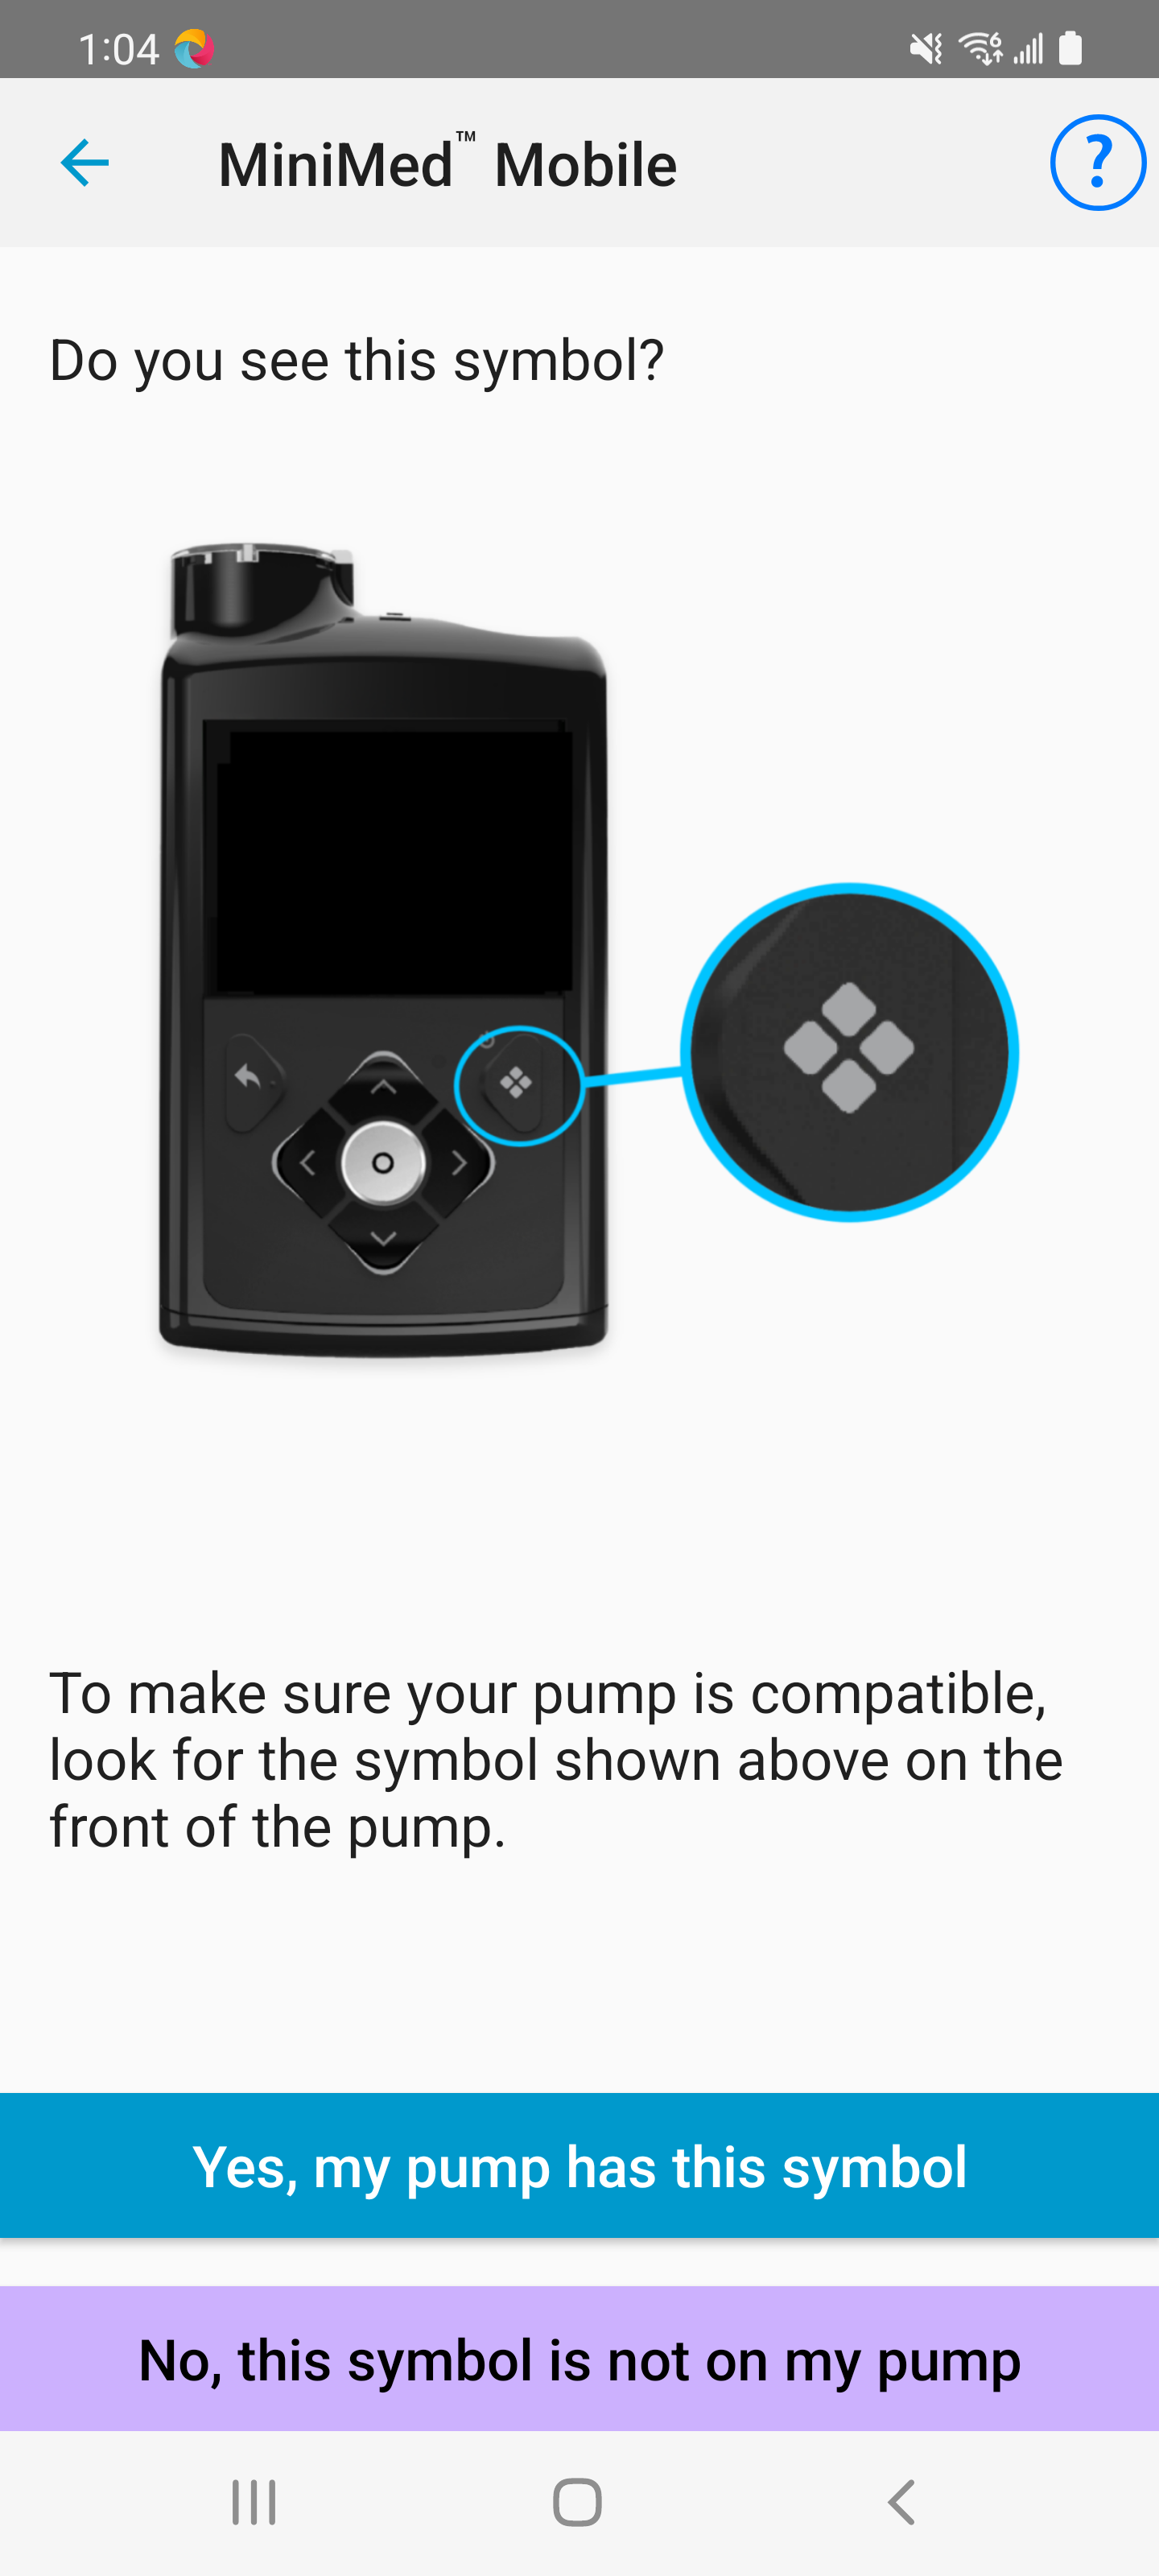 1:04
MiniMed™ Mobile
?
Do you see this symbol?
To make sure your pump is compatible,
look for the symbol shown above on the
front of the pump.
Yes, my pump has this symbol
No, this symbol is not on my pump